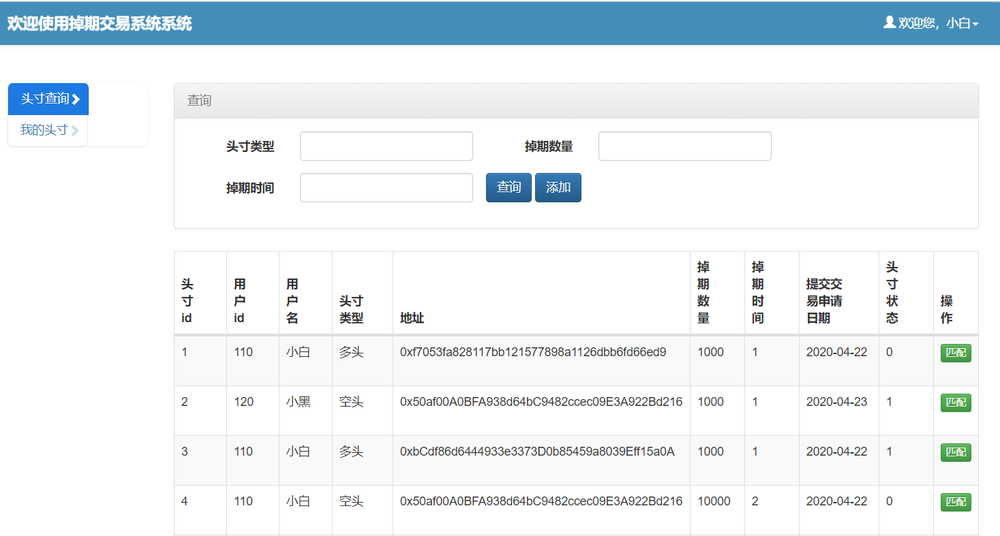 欢迎使用掉期交易系统系统
欢迎您，小白
头寸查询
我的头寸
查询
头寸类型 掉期数量
掉期时间 查询 添加
头寸id 用户id 用户名 头寸类型 地址 掉期数量 掉期时间 提交交易申请日期 头寸状态 操作
1 110 小白 多头 0xf7053fa828117bb121577898a1126dbb6fd66ed9 1000 1 2020-04-22 0 匹配
2 120 小黑 空头 0x50af00A0BFA938d64bC9482ccec09E3A922Bd216 1000 1 2020-04-23 1 匹配
3 110 小白 多头 0xbCdf86d6444933e3373D0b85459a8039Eff15a0A 1000 1 2020-04-22 1 匹配
4 110 小白 空头 0x50af00A0BFA938d64bC9482ccec09E3A922Bd216 10000 2 2020-04-22 0 匹配